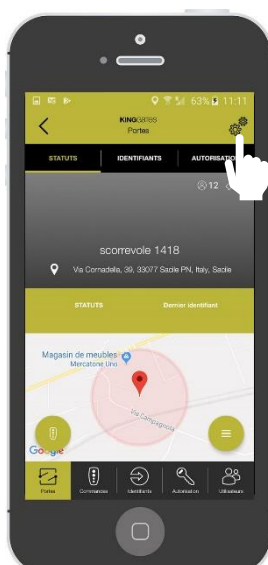 63% 11:11
KINGgates
Portes
STATUTS IDENTIFIANTS AUTORISATIO
12
scorrevole 1418
Via Cornadella, 39, 33077 Sacile PN, Italy, Sacile
STATUTS Dernier identifiant
Magasin de meubles
Mercatone Uno
Via Campagnola
Google
Portes Commandes Identifiants Autorisation Utilisateurs